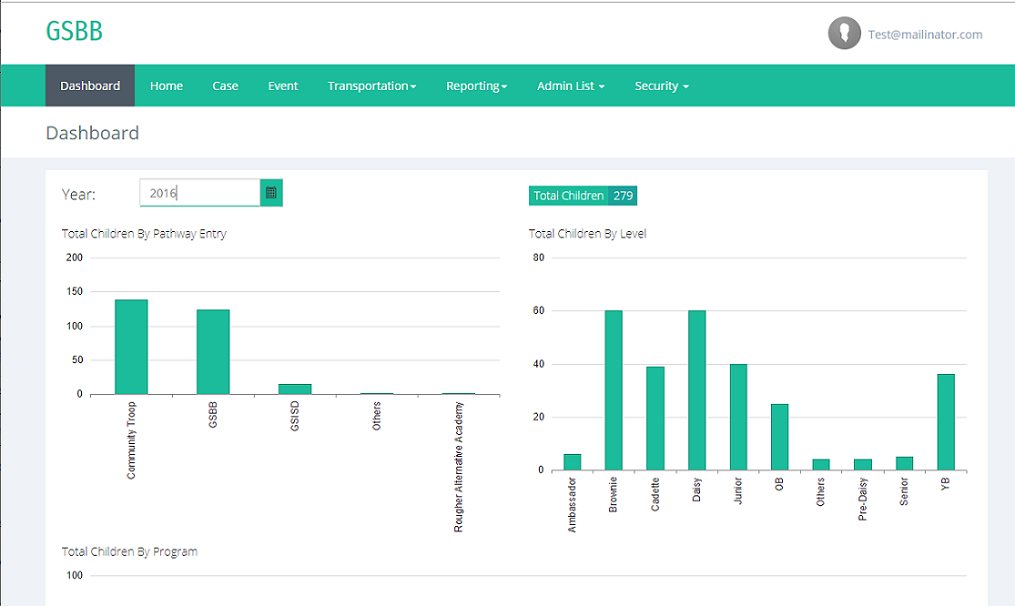 GSBB
Test@mailinator.com
Dashboard Home Case Event Transportation Reporting Admin List Security
Dashboard
Year: 2016
Total Children 279
Total Children By Pathway Entry
200
150
100
50
0
Community Troop
GSBB
GSISD
Others
Rougher Alternative Academy
Total Children By Level
80
60
40
20
0
Ambassador
Brownie
Cadette
Daisy
Junior
OB
Others
Pre-Daisy
Senior
YB
Total Children By Program
100